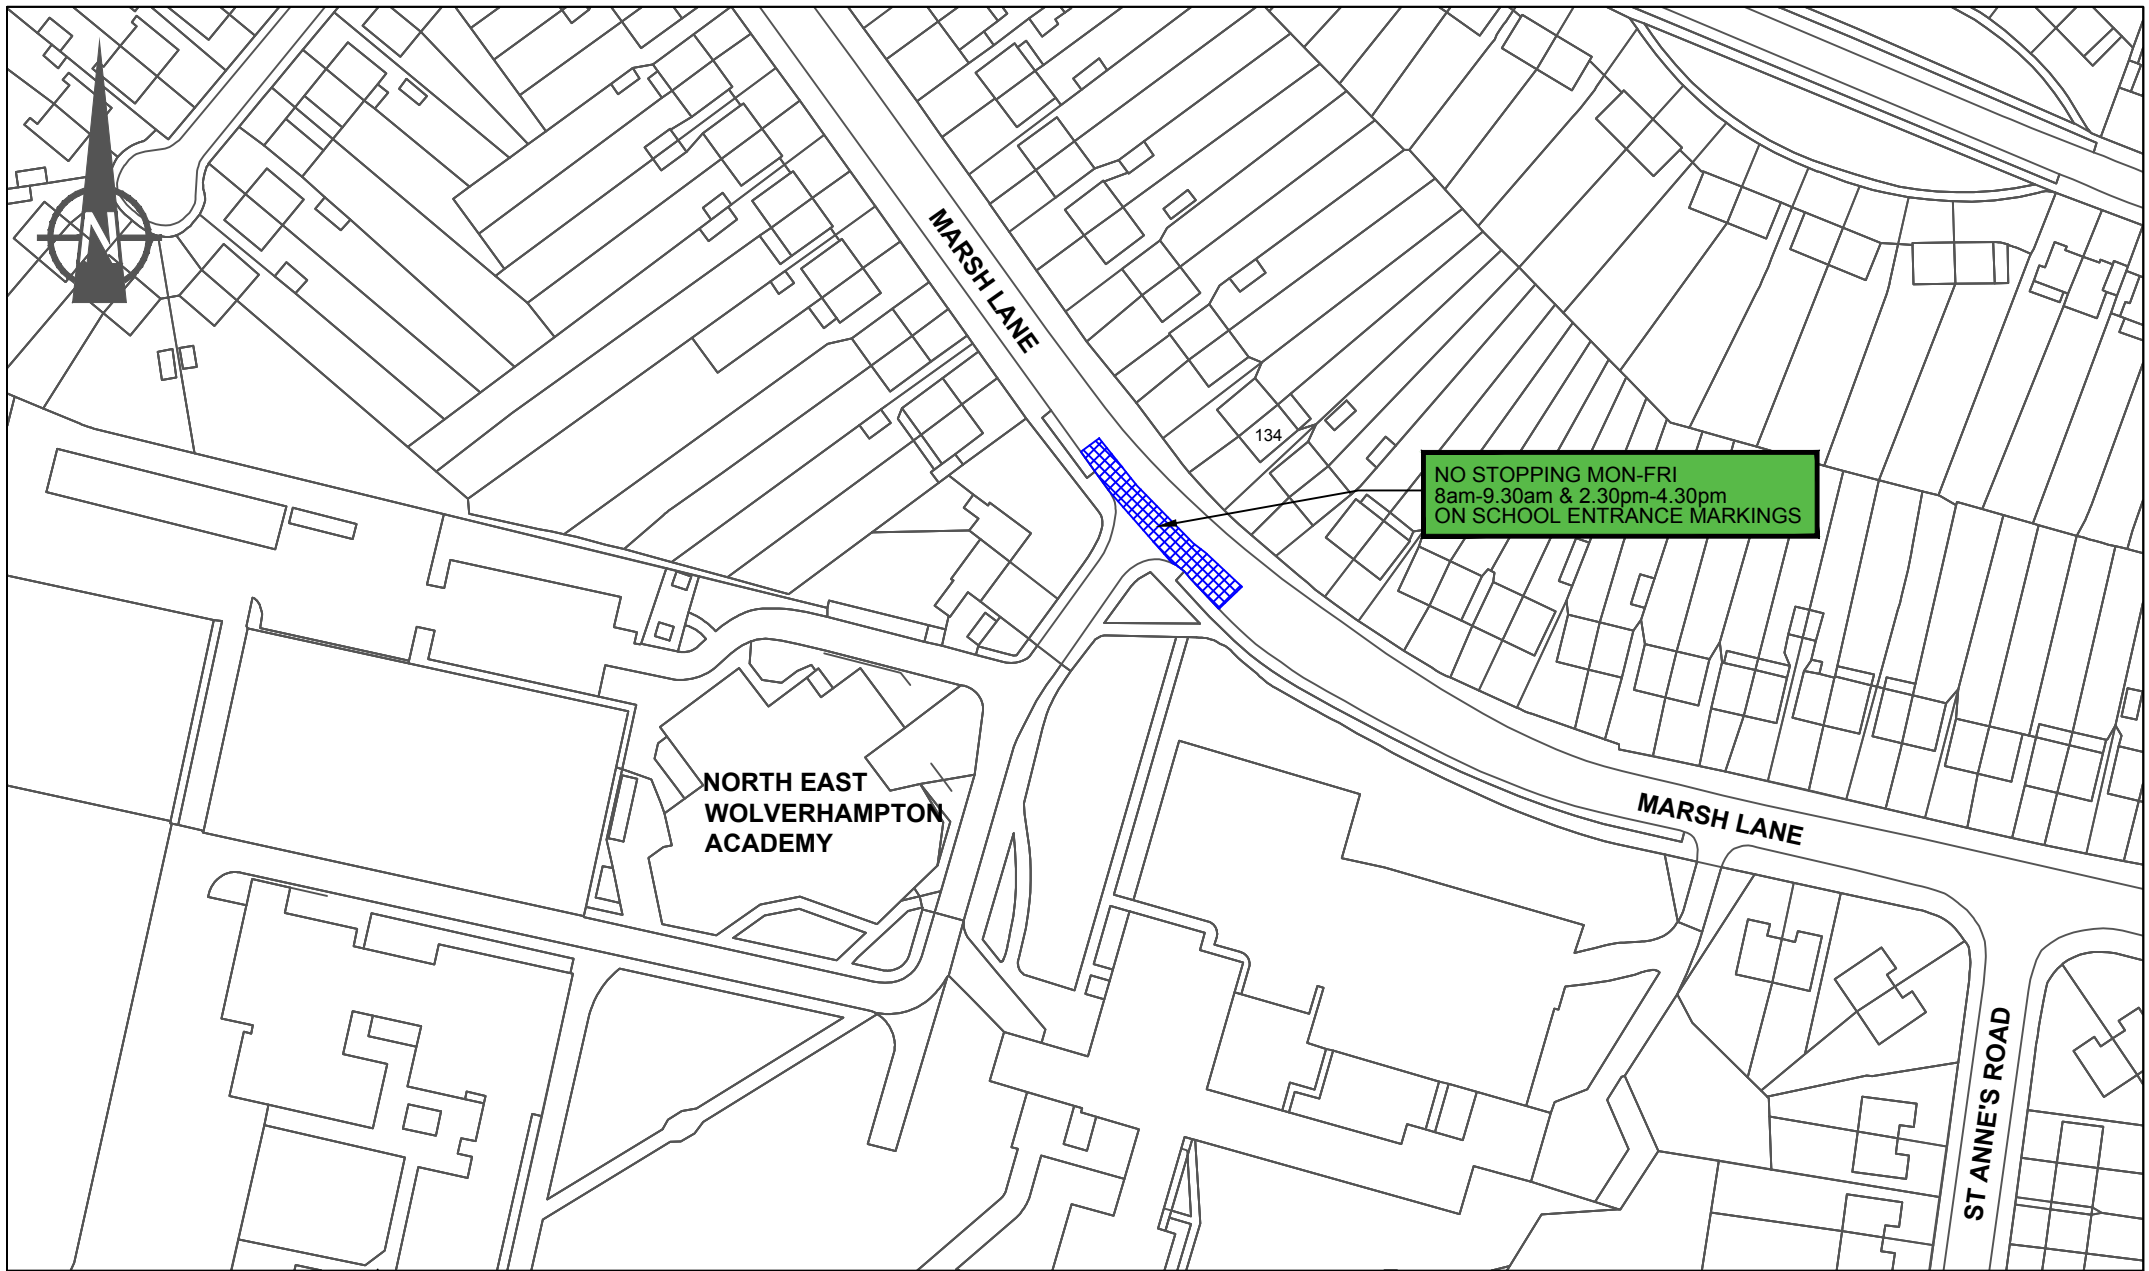 N
MARSH LANE
134
NO STOPPING MON-FRI
8am-9.30am & 2.30pm-4.30pm
ON SCHOOL ENTRANCE MARKINGS
NORTH EAST
WOLVERHAMPTON
ACADEMY
MARSH LANE
ST ANNE'S ROAD